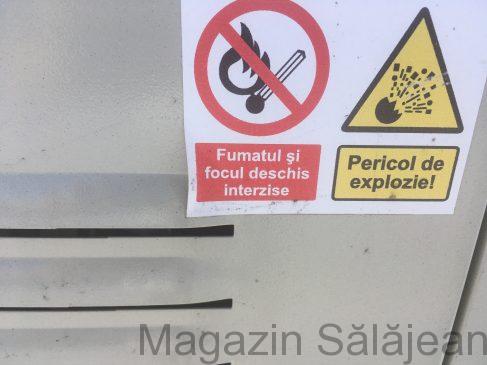 Fumatul și
focul deschis
interzise
Pericol de
explozie!
Magazin Sălăjean